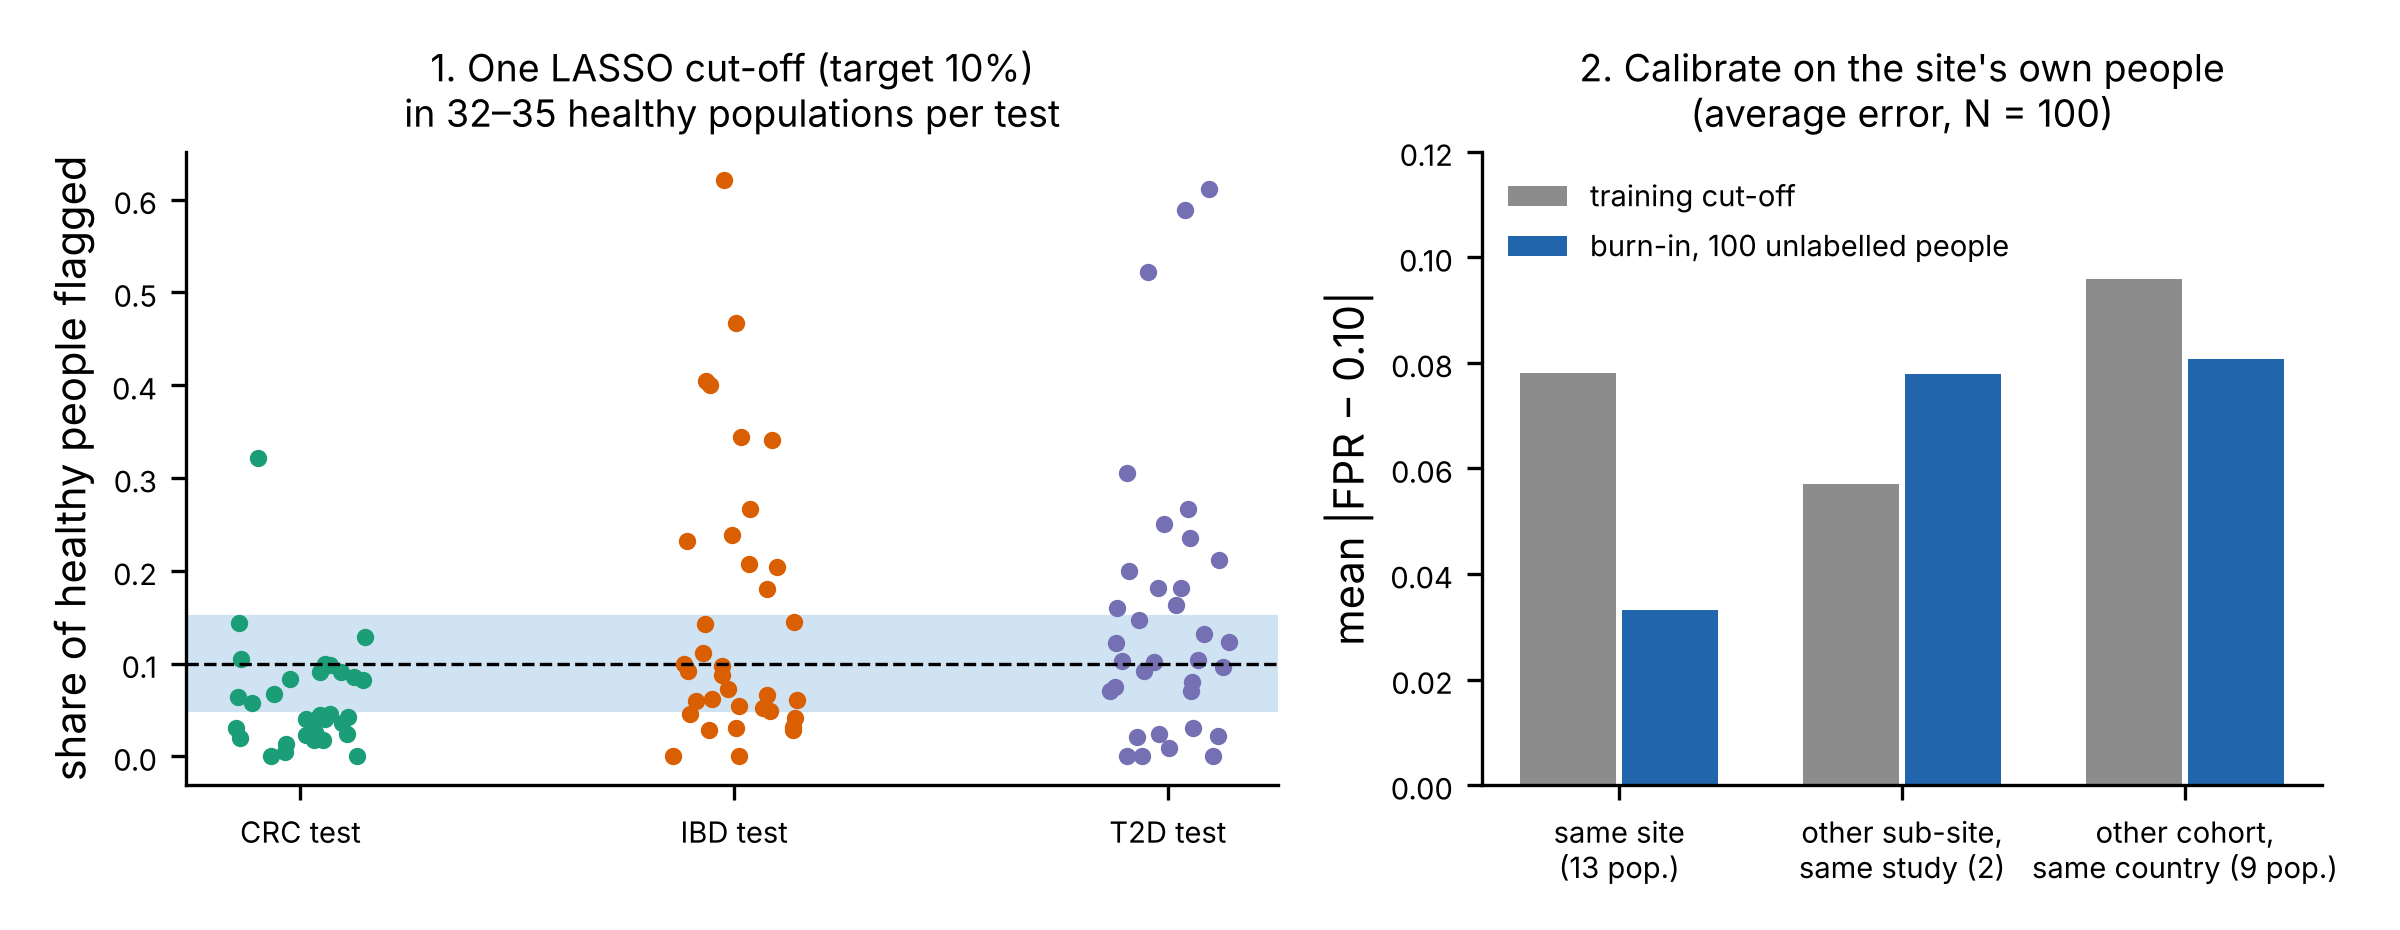 1. One LASSO cut-off (target 10%)
in 32–35 healthy populations per test
share of healthy people flagged
0.6
0.5
0.4
0.3
0.2
0.1
0.0
CRC test
IBD test
T2D test
2. Calibrate on the site's own people
(average error, N = 100)
mean |FPR − 0.10|
0.12
0.10
0.08
0.06
0.04
0.02
0.00
training cut-off
burn-in, 100 unlabelled people
same site
(13 pop.)
other sub-site,
same study (2)
other cohort,
same country (9 pop.)